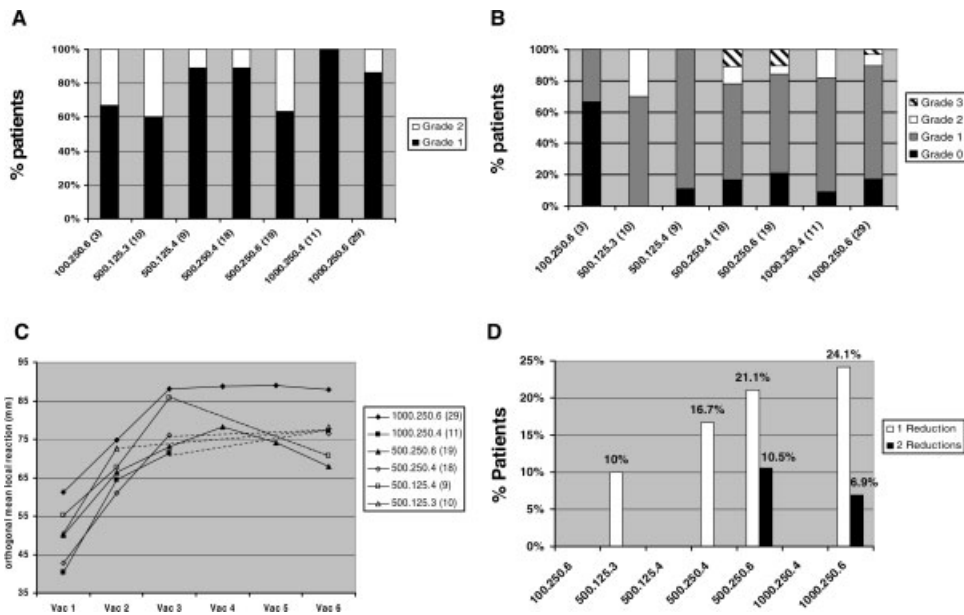 A
% patients
100%
80%
60%
40%
20%
0%
100.250.6 (3)
500.125.3 (10)
500.125.4 (9)
500.250.4 (18)
500.250.6 (19)
1000.250.4 (11)
1000.250.6 (29)
Grade 2
Grade 1
B
% patients
100%
80%
60%
40%
20%
0%
100.250.6 (3)
500.125.3 (10)
500.125.4 (9)
500.250.4 (18)
500.250.6 (19)
1000.250.4 (11)
1000.250.6 (29)
Grade 3
Grade 2
Grade 1
Grade 0
C
orthogonal mean local reaction (mm)
95
85
75
65
55
45
35
Vac 1
Vac 2
Vac 3
Vac 4
Vac 5
Vac 6
1000.250.6 (29)
1000.250.4 (11)
500.250.6 (19)
500.250.4 (18)
500.125.4 (9)
500.125.3 (10)
D
% Patients
25%
20%
15%
10%
5%
0%
10%
16.7%
21.1%
10.5%
24.1%
6.9%
100.250.6
500.125.3
500.125.4
500.250.4
500.250.6
1000.250.4
1000.250.6
1 Reduction
2 Reductions